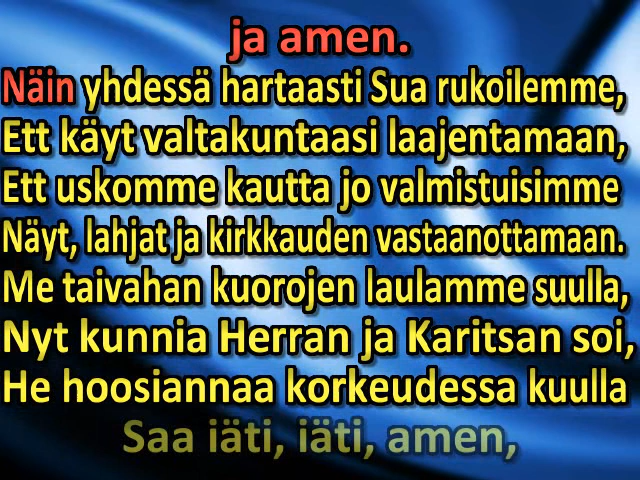 ja amen.
Näin yhdessä hartaasti Sua rukoilemme,
Ett käyt valtakuntaasi laajentamaan,
Ett uskomme kautta jo valmistuisimme
Näyt, lahjat ja kirkkauden vastaanottamaan.
Me taivahan kuorojen laulamme suulla,
Nyt kunnia Herran ja Karitsan soi,
He hoosiannaa korkeudessa kuulla
Saa iäti, iäti, amen,